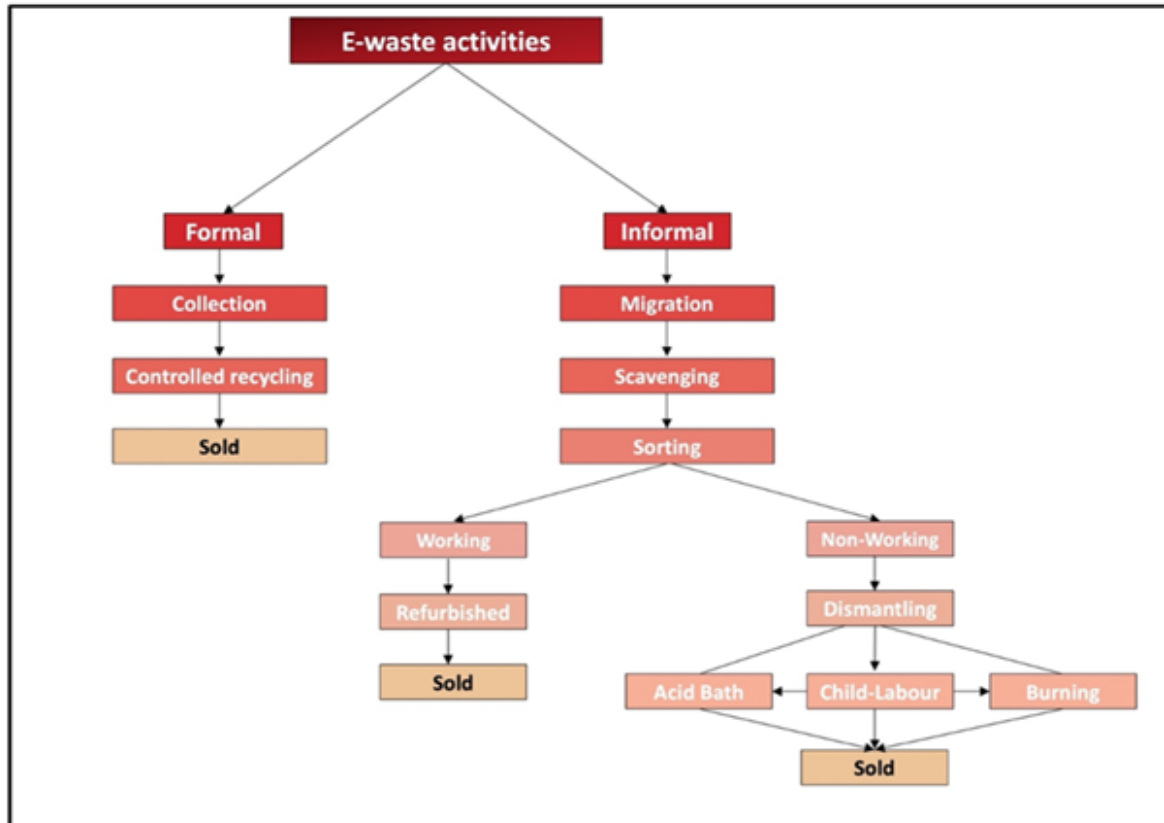 E-waste activities
Formal
Informal
Collection
Migration
Controlled recycling
Scavenging
Sold
Sorting
Working
Non-Working
Refurbished
Dismantling
Sold
Acid Bath
Child-Labour
Burning
Sold